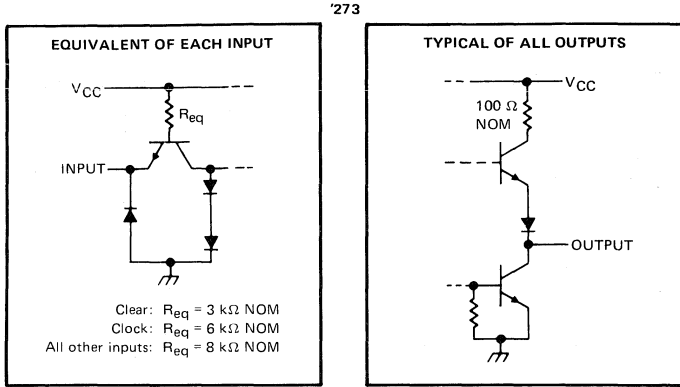 '273
EQUIVALENT OF EACH INPUT
VCC
Req
INPUT
Clear: Req = 3 kΩ NOM
Clock: Req = 6 kΩ NOM
All other inputs: Req = 8 kΩ NOM
TYPICAL OF ALL OUTPUTS
VCC
100 Ω
NOM
OUTPUT